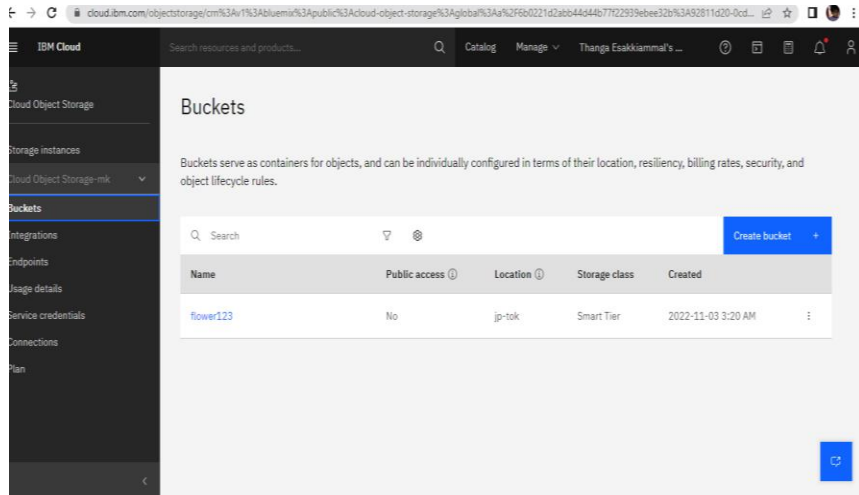 cloud.ibm.com/objectstorage/crn%3Av1%3Abluemix%3Apublic%3Acloud-object-storage%3Aglobal%3Aa%2F6b0221d2abb44d44b77f22939ebee32b%3A92811d20-0cd...
IBM Cloud
Search resources and products...
Catalog
Manage
Thanga Esakkiammal's ...
Cloud Object Storage
Storage instances
Cloud Object Storage-mk
Buckets
Integrations
Endpoints
Usage details
Service credentials
Connections
Plan
Buckets
Buckets serve as containers for objects, and can be individually configured in terms of their location, resiliency, billing rates, security, and
object lifecycle rules.
Search
Create bucket +
Name Public access Location Storage class Created
flower123 No jp-tok Smart Tier 2022-11-03 3:20 AM